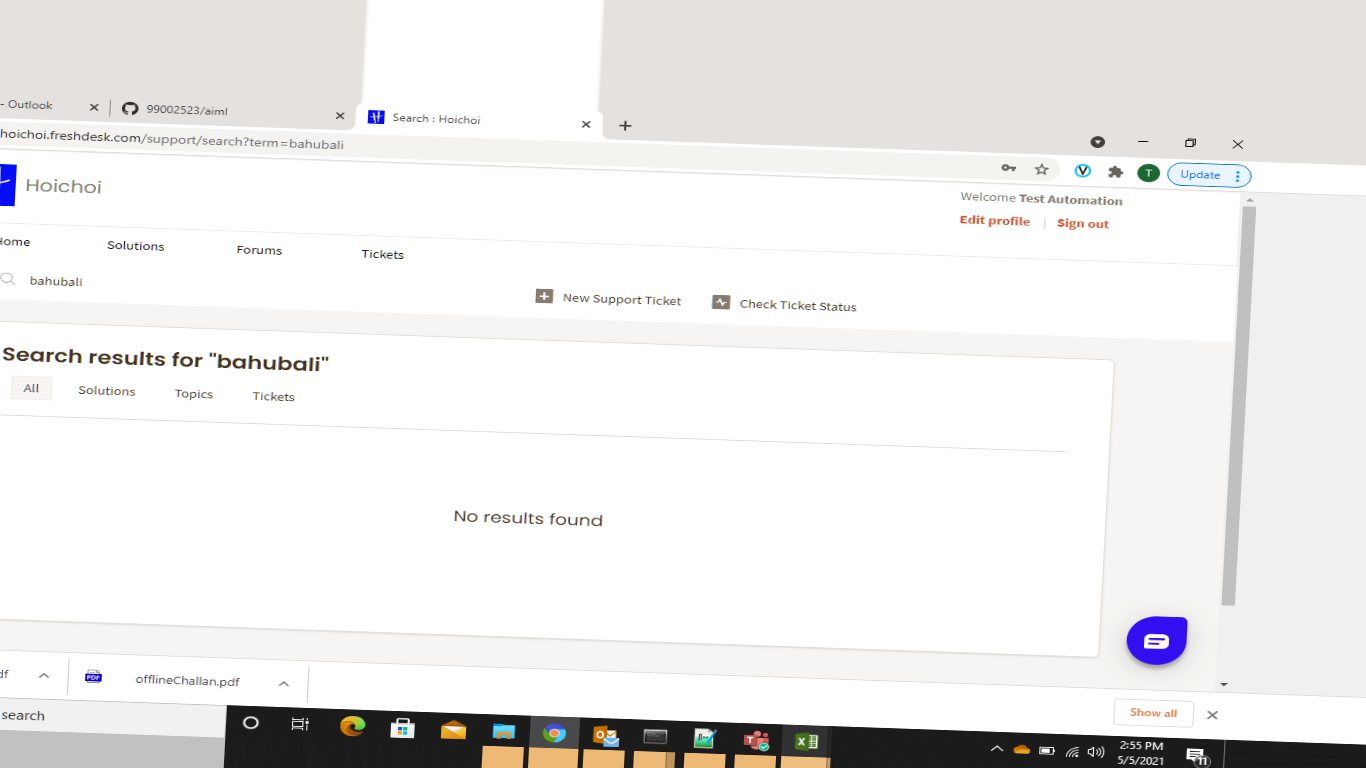 - Outlook
99002523/aiml
Search : Hoichoi
hoichoi.freshdesk.com/support/search?term=bahubali
T
Update
Hoichoi
Welcome Test Automation
Edit profile | Sign out
Home
Solutions
Forums
Tickets
bahubali
New Support Ticket
Check Ticket Status
Search results for "bahubali"
All
Solutions
Topics
Tickets
No results found
df
PDF
offlineChallan.pdf
Show all
search
2:55 PM
5/5/2021
11